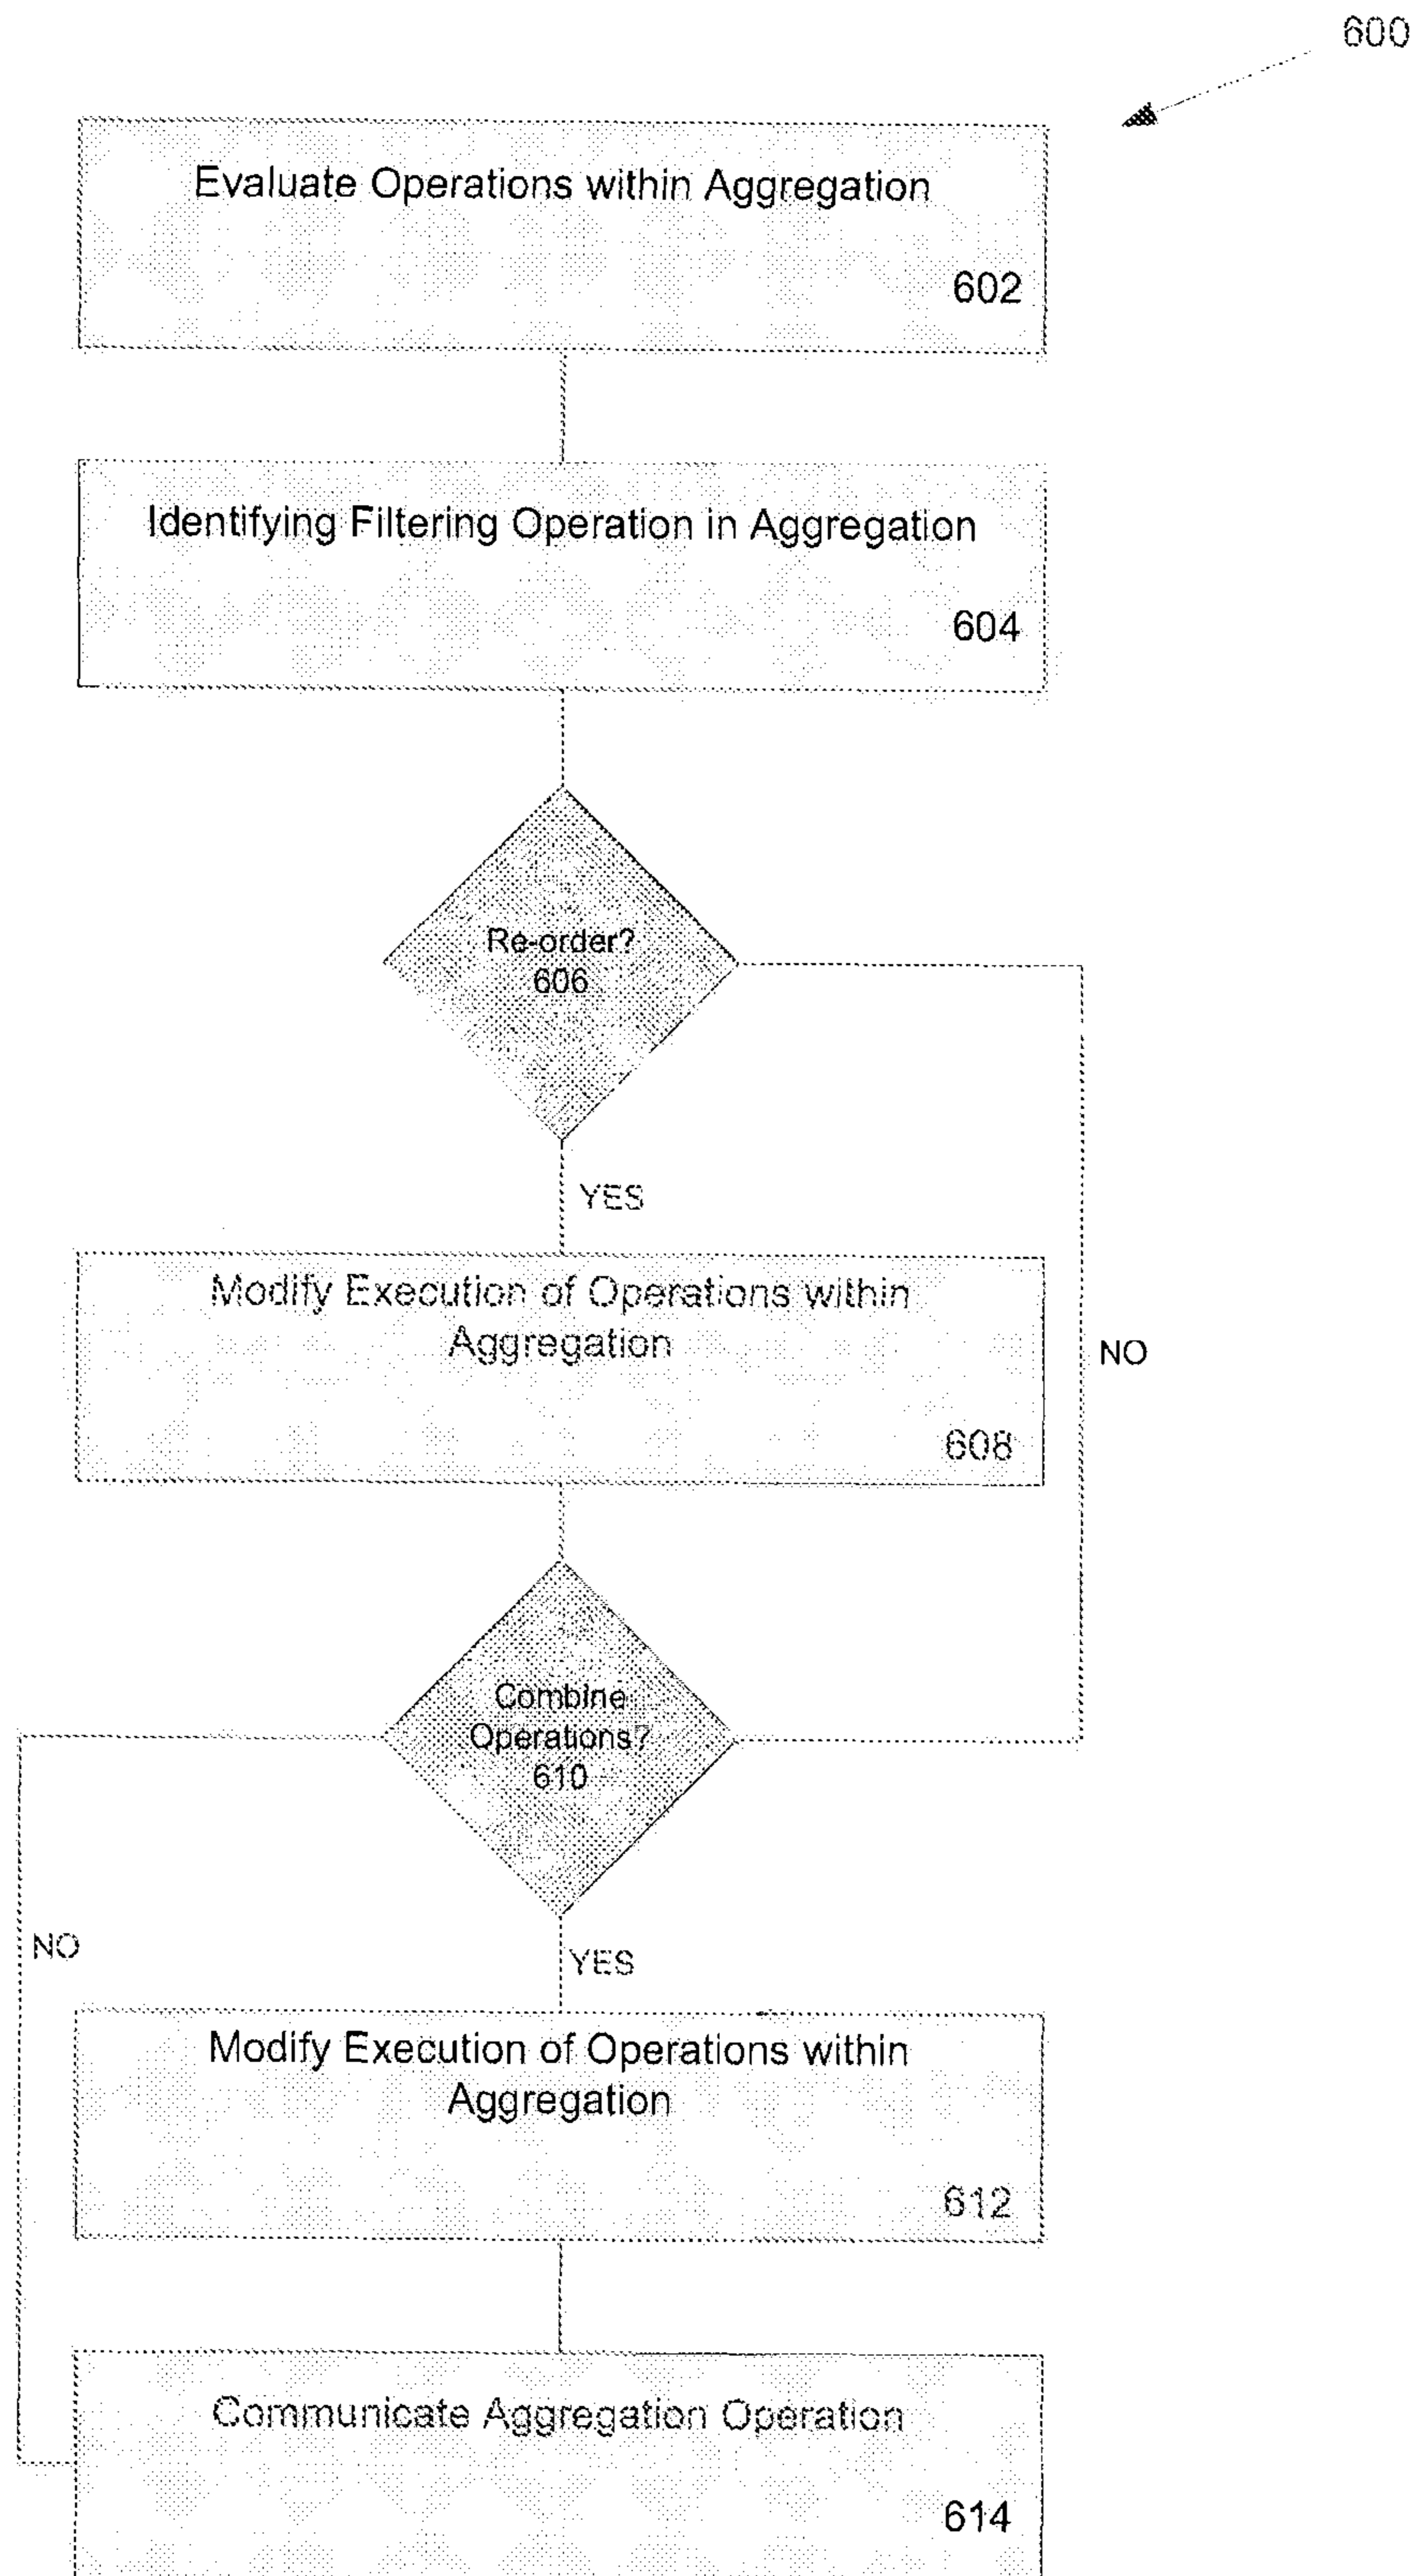 600
Evaluate Operations within Aggregation
602
Identifying Filtering Operation in Aggregation
604
Re-order?
606
YES
Modify Execution of Operations within
Aggregation
NO
608
Combine
Operations?
610
NO
YES
Modify Execution of Operations within
Aggregation
612
Communicate Aggregation Operation
614